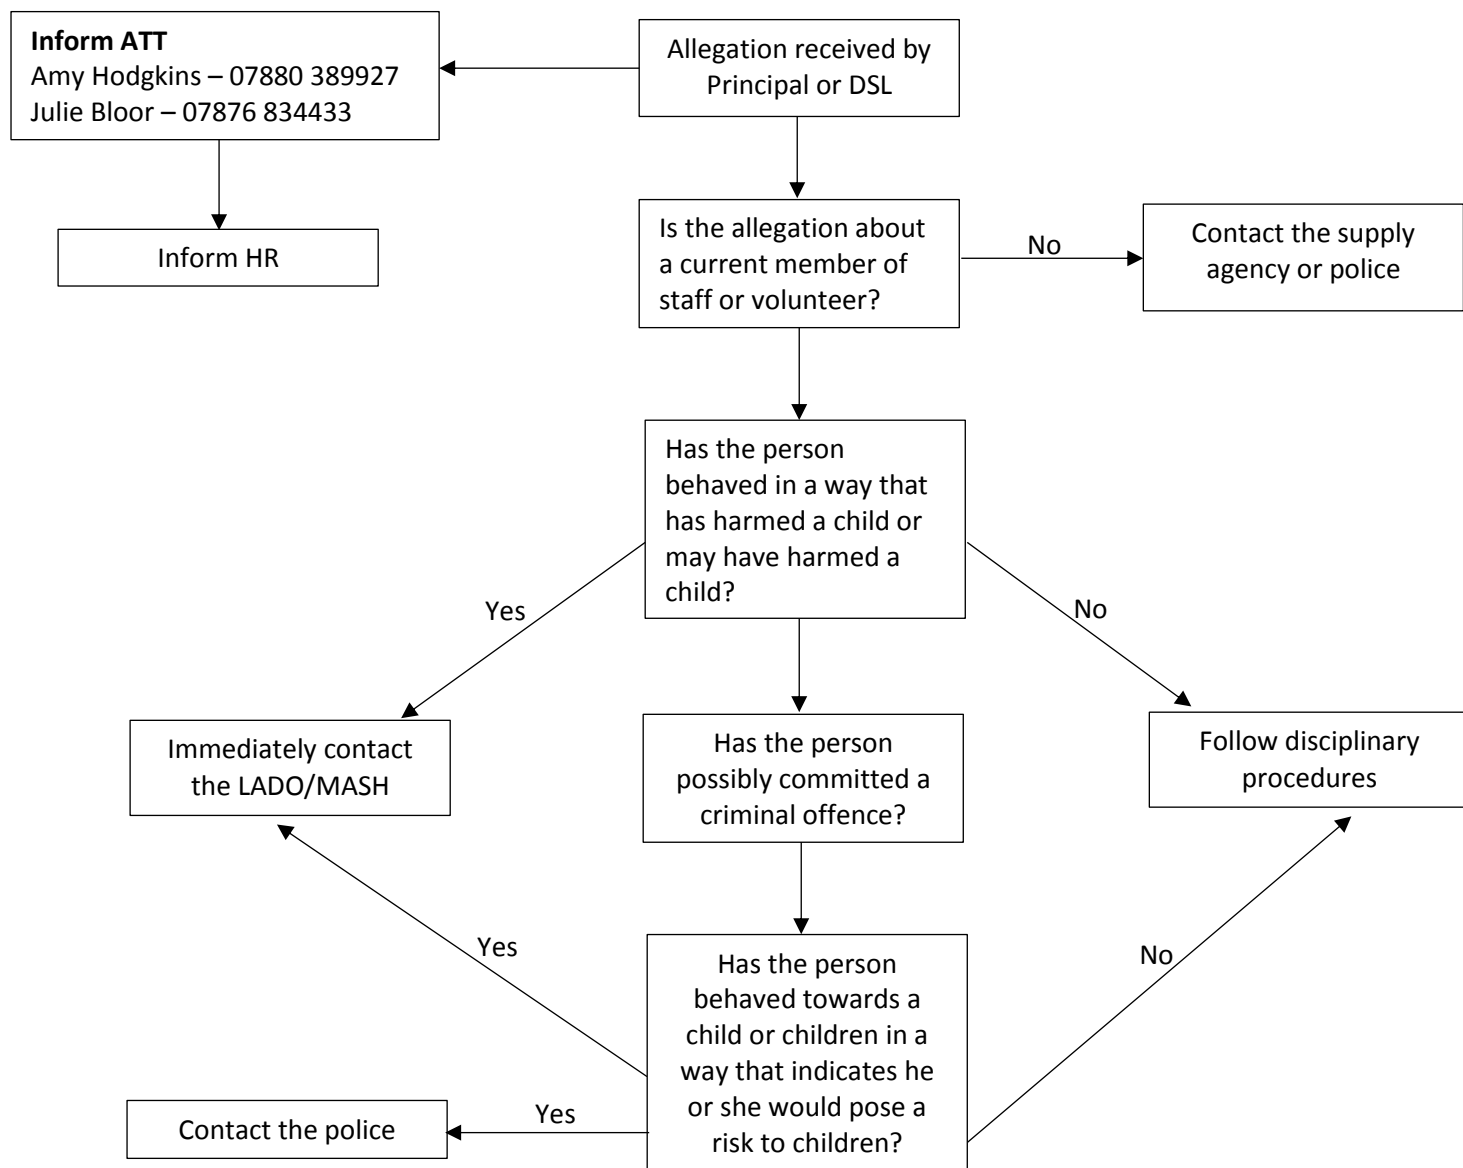 Inform ATT
Amy Hodgkins – 07880 389927
Julie Bloor – 07876 834433
Allegation received by
Principal or DSL
Inform HR
Is the allegation about
a current member of
staff or volunteer?
No
Contact the supply
agency or police
Has the person
behaved in a way that
has harmed a child or
may have harmed a
child?
Yes
No
Immediately contact
the LADO/MASH
Has the person
possibly committed a
criminal offence?
Follow disciplinary
procedures
Yes
No
Has the person
behaved towards a
child or children in a
way that indicates he
or she would pose a
risk to children?
Yes
Contact the police